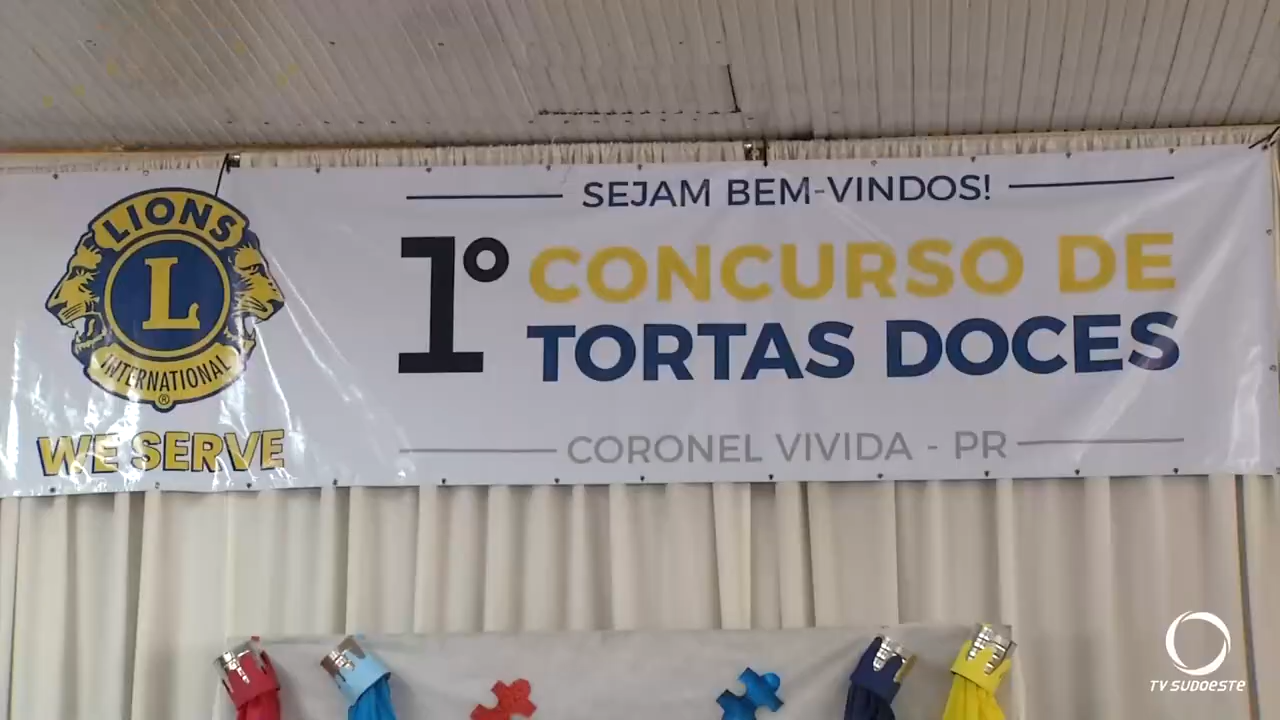 SEJAM BEM-VINDOS!
1º CONCURSO DE
TORTAS DOCES
CORONEL VIVIDA - PR
LIONS
L
INTERNATIONAL
®
WE SERVE
TV SUDOESTE